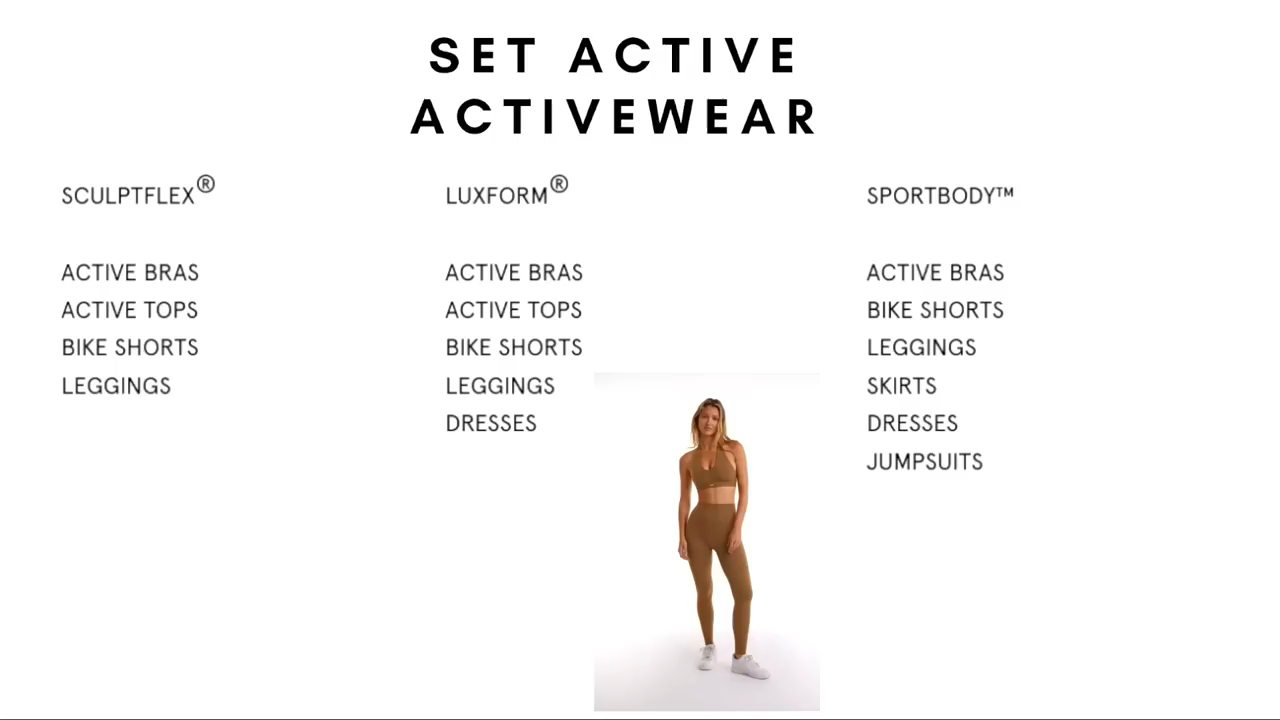 SET ACTIVE
ACTIVEWEAR
SCULPTFLEX®
ACTIVE BRAS
ACTIVE TOPS
BIKE SHORTS
LEGGINGS
LUXFORM®
ACTIVE BRAS
ACTIVE TOPS
BIKE SHORTS
LEGGINGS
DRESSES
SPORTBODY™
ACTIVE BRAS
BIKE SHORTS
LEGGINGS
SKIRTS
DRESSES
JUMPSUITS